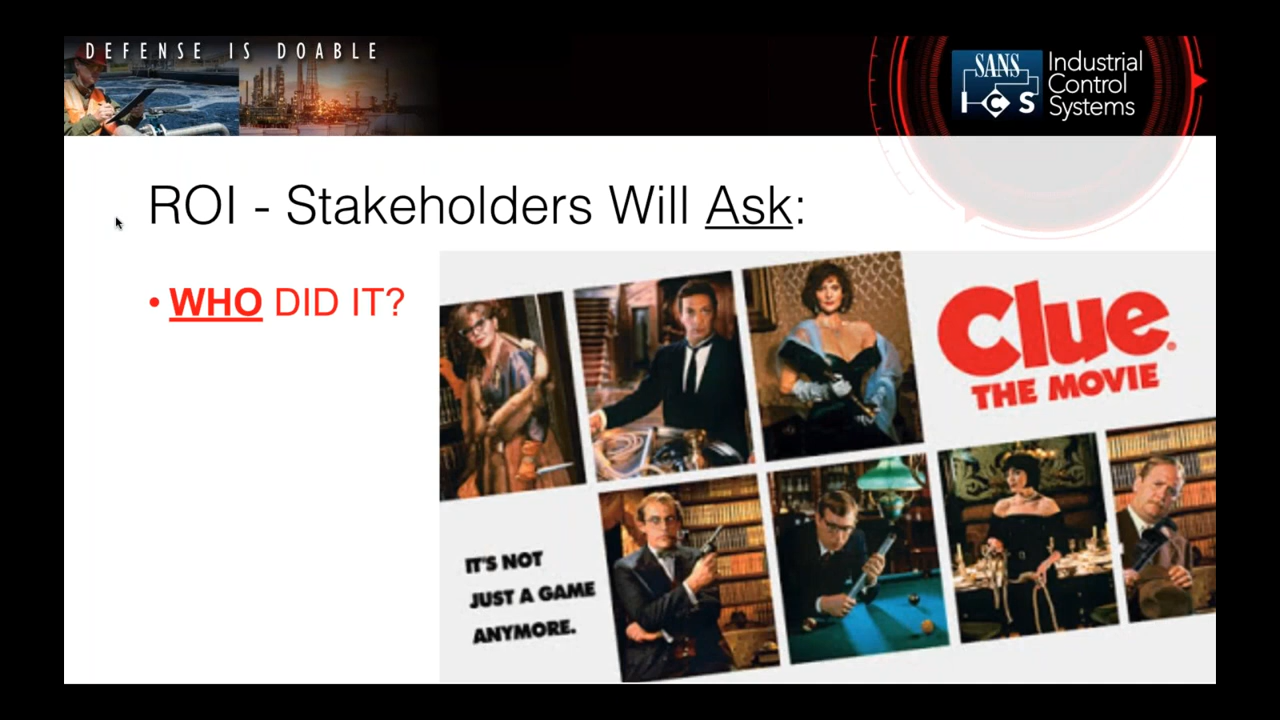 DEFENSE IS DOABLE
SANS
ICS
Industrial
Control
Systems
ROI - Stakeholders Will Ask:
• WHO DID IT?
Clue®
THE MOVIE
IT'S NOT
JUST A GAME
ANYMORE.